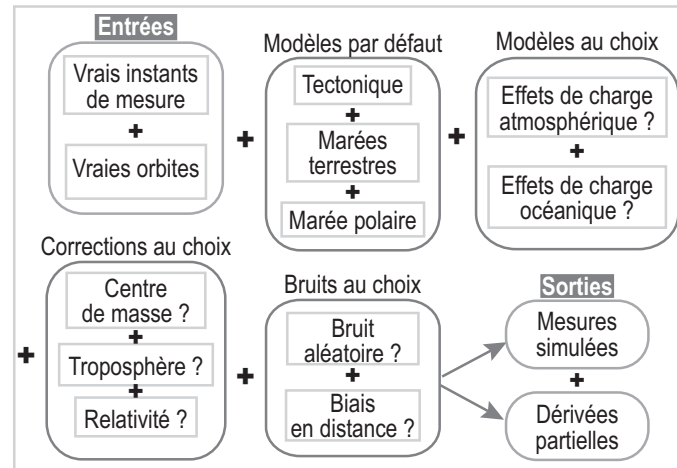 Entrées
Vrais instants
de mesure
+
Vraies orbites
+
Modèles par défaut
Tectonique
+
Marées
terrestres
+
Marée polaire
+
Modèles au choix
Effets de charge
atmosphérique ?
+
Effets de charge
océanique ?
+
Corrections au choix
Centre
de masse ?
+
Troposphère ?
+
Relativité ?
+
Bruits au choix
Bruit
aléatoire ?
+
Biais
en distance ?
Sorties
Mesures
simulées
+
Dérivées
partielles